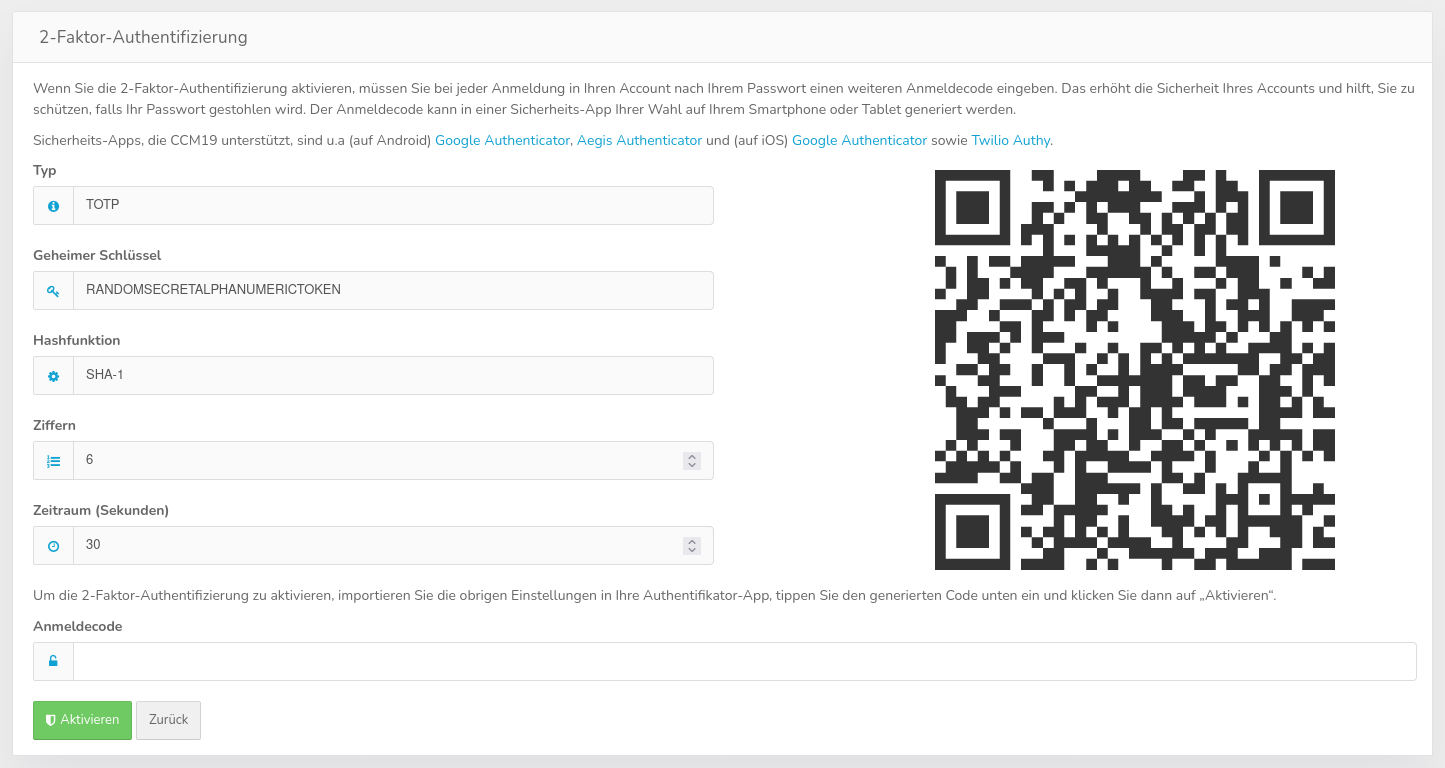 2-Faktor-Authentifizierung
Wenn Sie die 2-Faktor-Authentifizierung aktivieren, müssen Sie bei jeder Anmeldung in Ihren Account nach Ihrem Passwort einen weiteren Anmeldecode eingeben. Das erhöht die Sicherheit Ihres Accounts und hilft, Sie zu
schützen, falls Ihr Passwort gestohlen wird. Der Anmeldecode kann in einer Sicherheits-App Ihrer Wahl auf Ihrem Smartphone oder Tablet generiert werden.
Sicherheits-Apps, die CCM19 unterstützt, sind u.a (auf Android) Google Authenticator, Aegis Authenticator und (auf iOS) Google Authenticator sowie Twilio Authy.
Typ
TOTP
Geheimer Schlüssel
RANDOMSECRETALPHANUMERICTOKEN
Hashfunktion
SHA-1
Ziffern
6
Zeitraum (Sekunden)
30
Um die 2-Faktor-Authentifizierung zu aktivieren, importieren Sie die obrigen Einstellungen in Ihre Authentifikator-App, tippen Sie den generierten Code unten ein und klicken Sie dann auf „Aktivieren“.
Anmeldecode
Aktivieren
Zurück